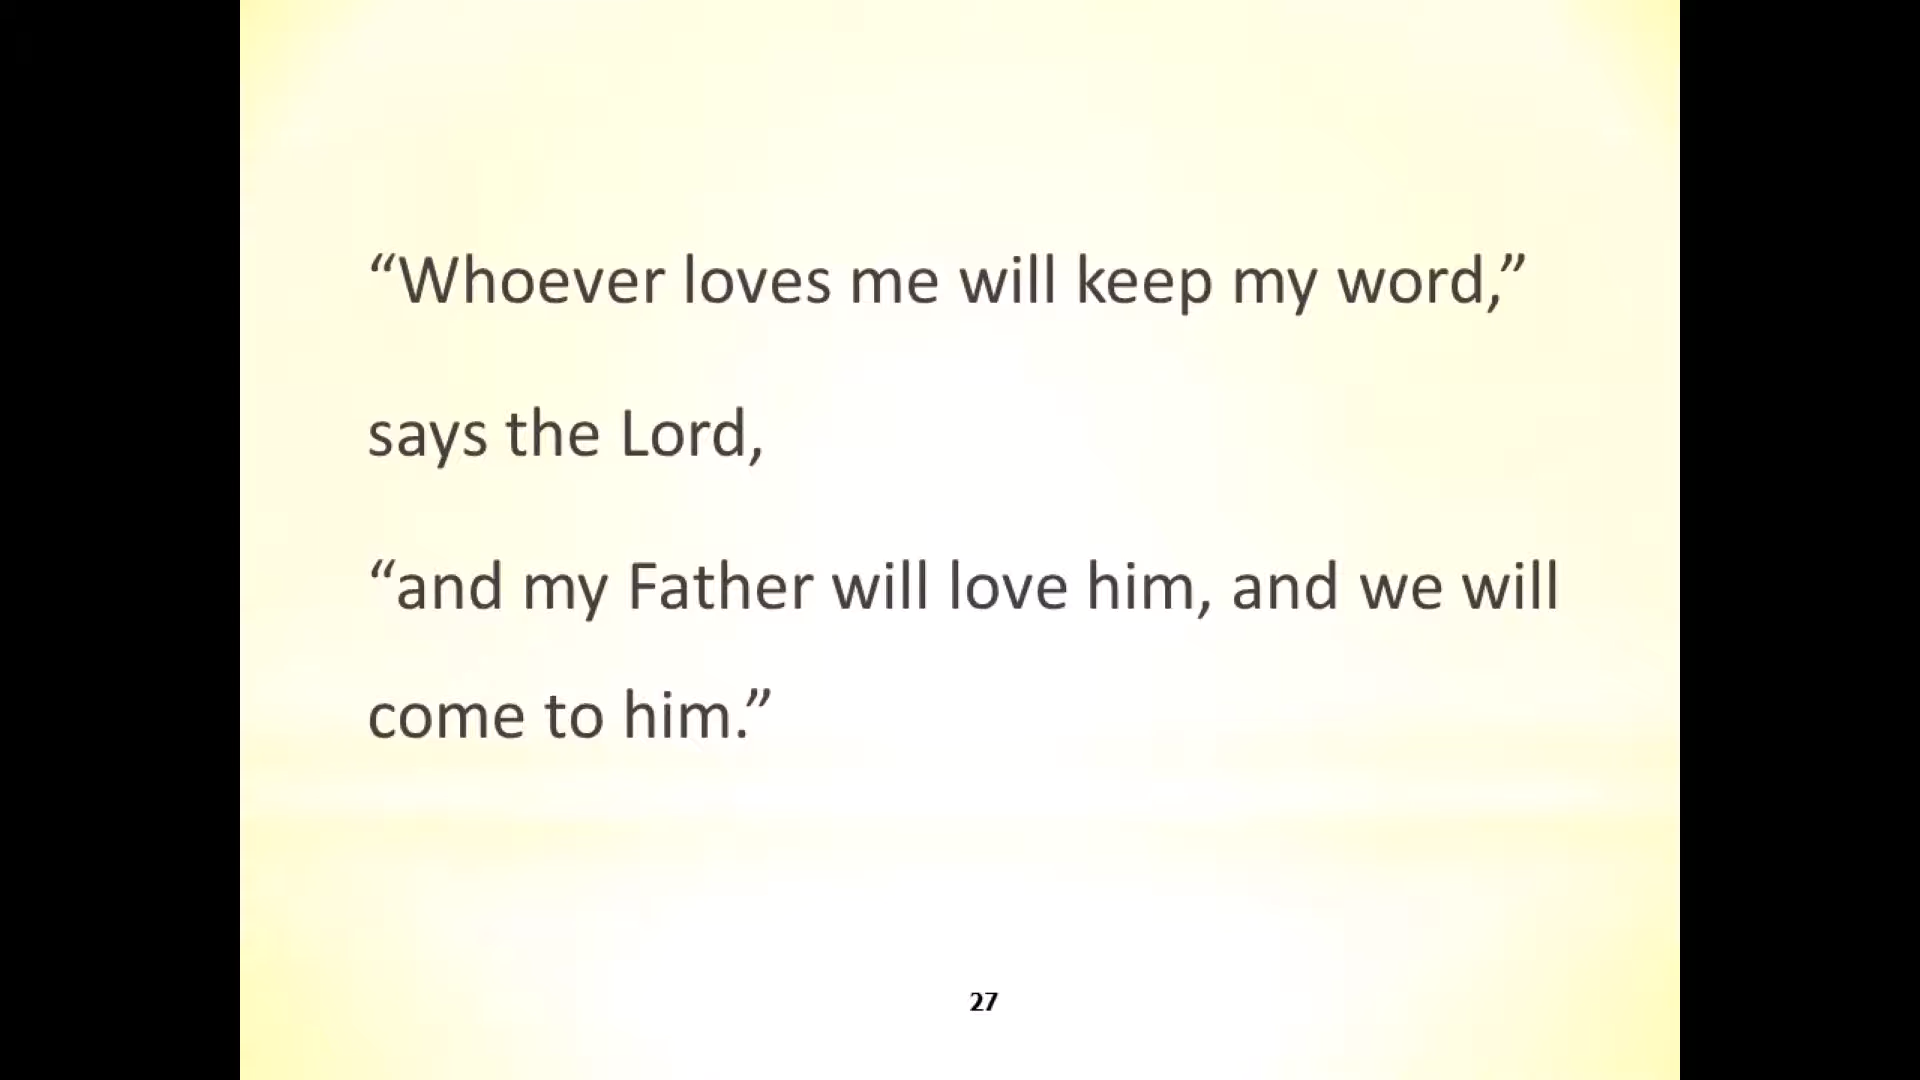 “Whoever loves me will keep my word,”
says the Lord,
“and my Father will love him, and we will
come to him.”
27